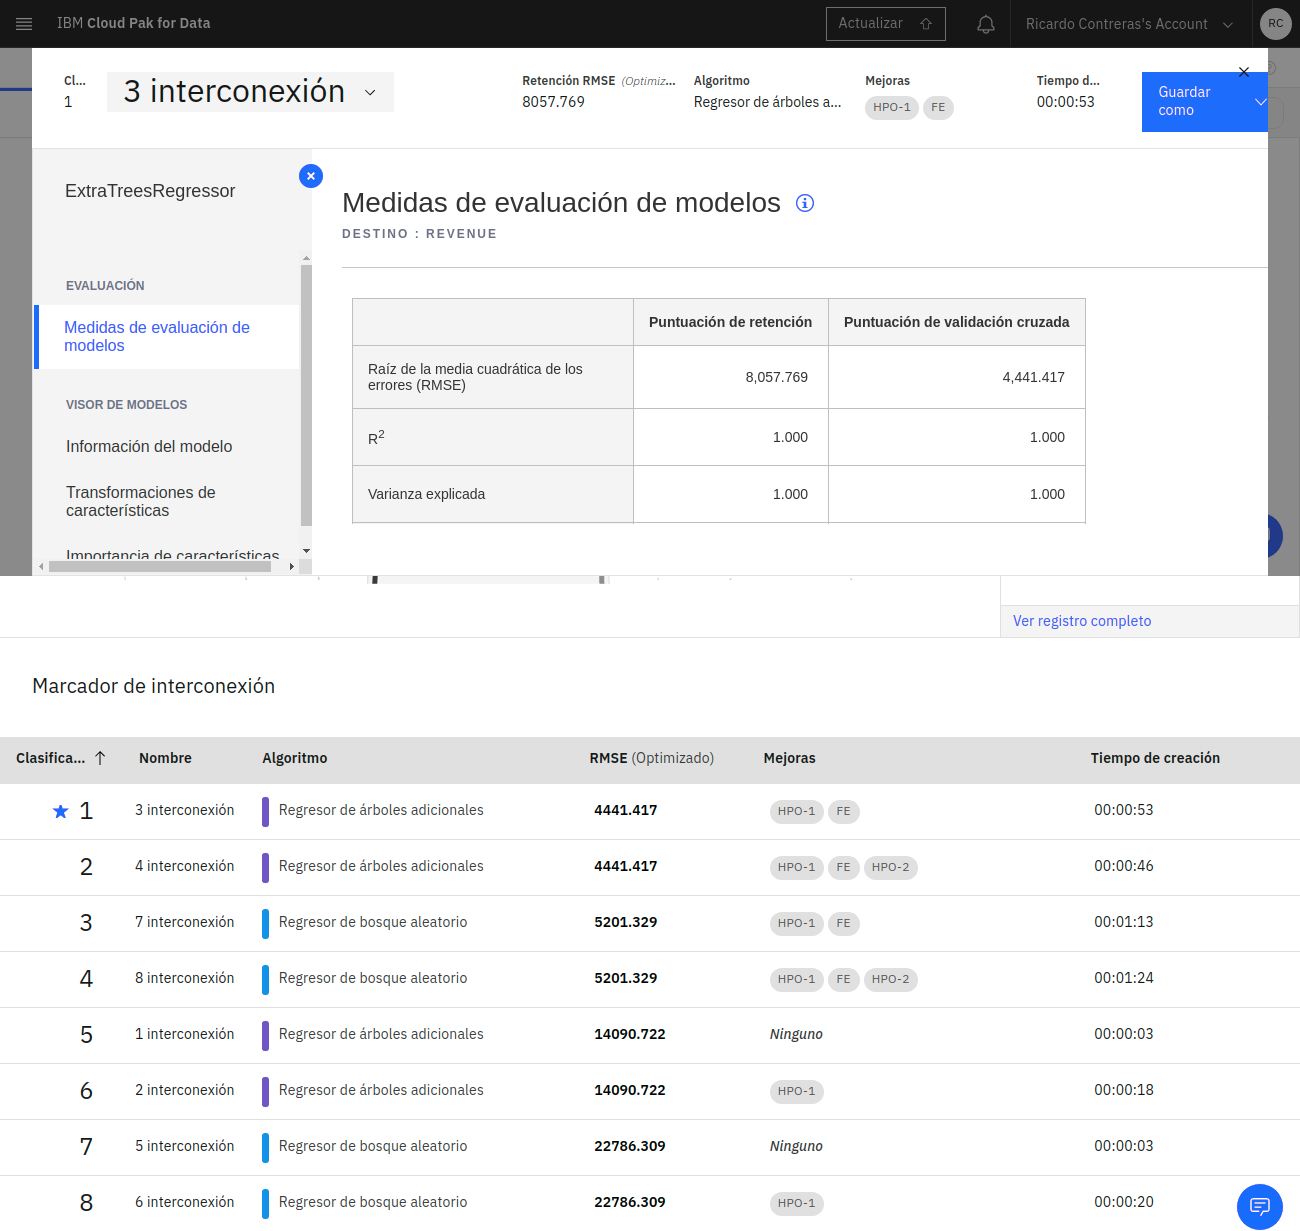 IBM Cloud Pak for Data
Actualizar
Ricardo Contreras's Account
RC
Cl...
1
3 interconexión
Retención RMSE (Optimiz...
8057.769
Algoritmo
Regresor de árboles a...
Mejoras
HPO-1 FE
Tiempo d...
00:00:53
Guardar
como
ExtraTreesRegressor
EVALUACIÓN
Medidas de evaluación de
modelos
VISOR DE MODELOS
Información del modelo
Transformaciones de
características
Importancia de características
Medidas de evaluación de modelos
DESTINO : REVENUE
Puntuación de retención Puntuación de validación cruzada
Raíz de la media cuadrática de los
errores (RMSE) 8,057.769 4,441.417
R2 1.000 1.000
Varianza explicada 1.000 1.000
Ver registro completo
Marcador de interconexión
Clasifica... Nombre Algoritmo RMSE (Optimizado) Mejoras Tiempo de creación
1 3 interconexión Regresor de árboles adicionales 4441.417 HPO-1 FE 00:00:53
2 4 interconexión Regresor de árboles adicionales 4441.417 HPO-1 FE HPO-2 00:00:46
3 7 interconexión Regresor de bosque aleatorio 5201.329 HPO-1 FE 00:01:13
4 8 interconexión Regresor de bosque aleatorio 5201.329 HPO-1 FE HPO-2 00:01:24
5 1 interconexión Regresor de árboles adicionales 14090.722 Ninguno 00:00:03
6 2 interconexión Regresor de árboles adicionales 14090.722 HPO-1 00:00:18
7 5 interconexión Regresor de bosque aleatorio 22786.309 Ninguno 00:00:03
8 6 interconexión Regresor de bosque aleatorio 22786.309 HPO-1 00:00:20